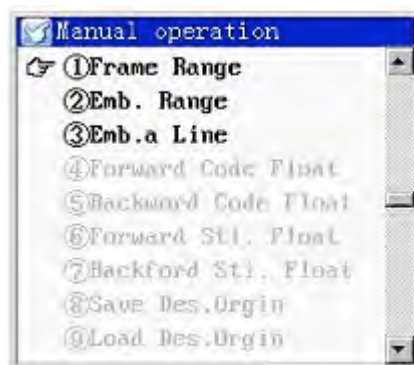 Manual operation
①Frame Range
②Emb. Range
③Emb.a Line
④Forward Code Float
⑤Backword Code Float
⑥Forward Sti. Float
⑦Backford Sti. Float
⑧Save Des.Orgin
⑨Load Des.Orgin